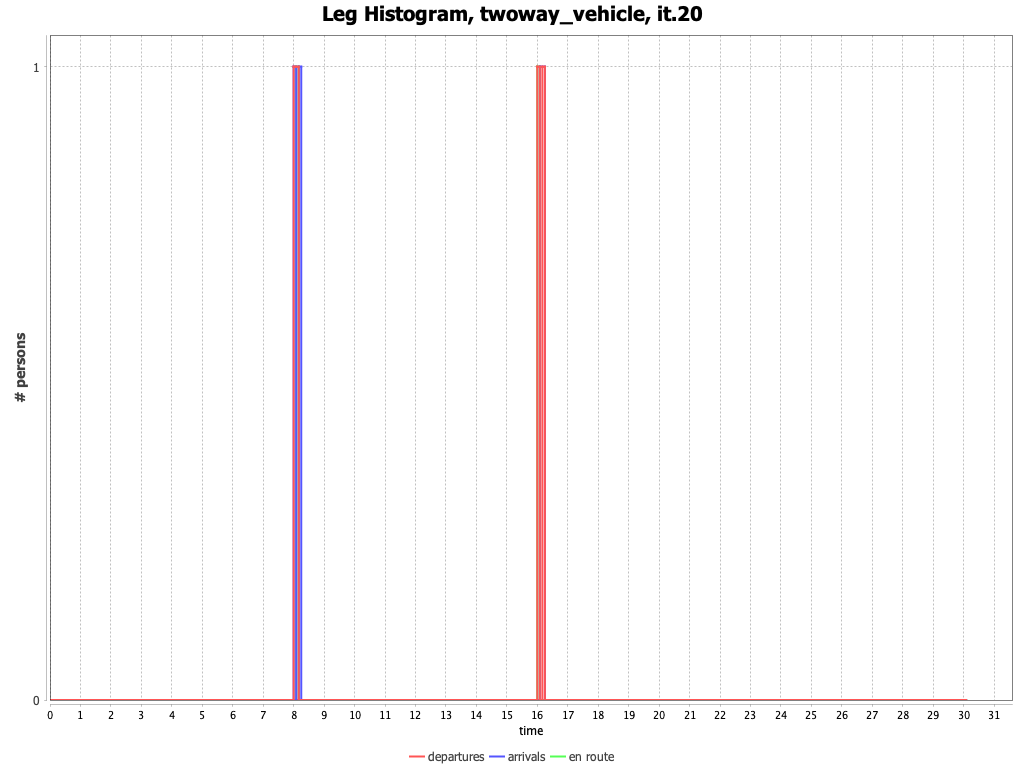 Leg Histogram, twoway_vehicle, it.20
# persons
1
0
0 1 2 3 4 5 6 7 8 9 10 11 12 13 14 15 16 17 18 19 20 21 22 23 24 25 26 27 28 29 30 31
time
departures arrivals en route